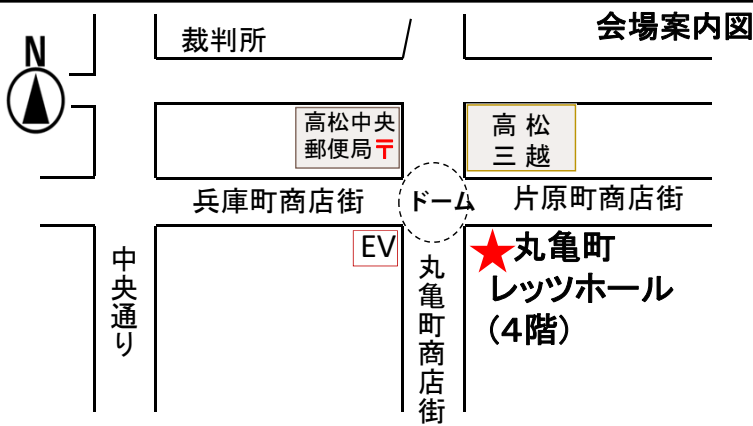 会場案内図
N
裁判所
高松中央
郵便局〒
高松
三越
兵庫町商店街
ドーム
片原町商店街
EV
中央通り
丸亀町商店街
★丸亀町
レッツホール
(4階)